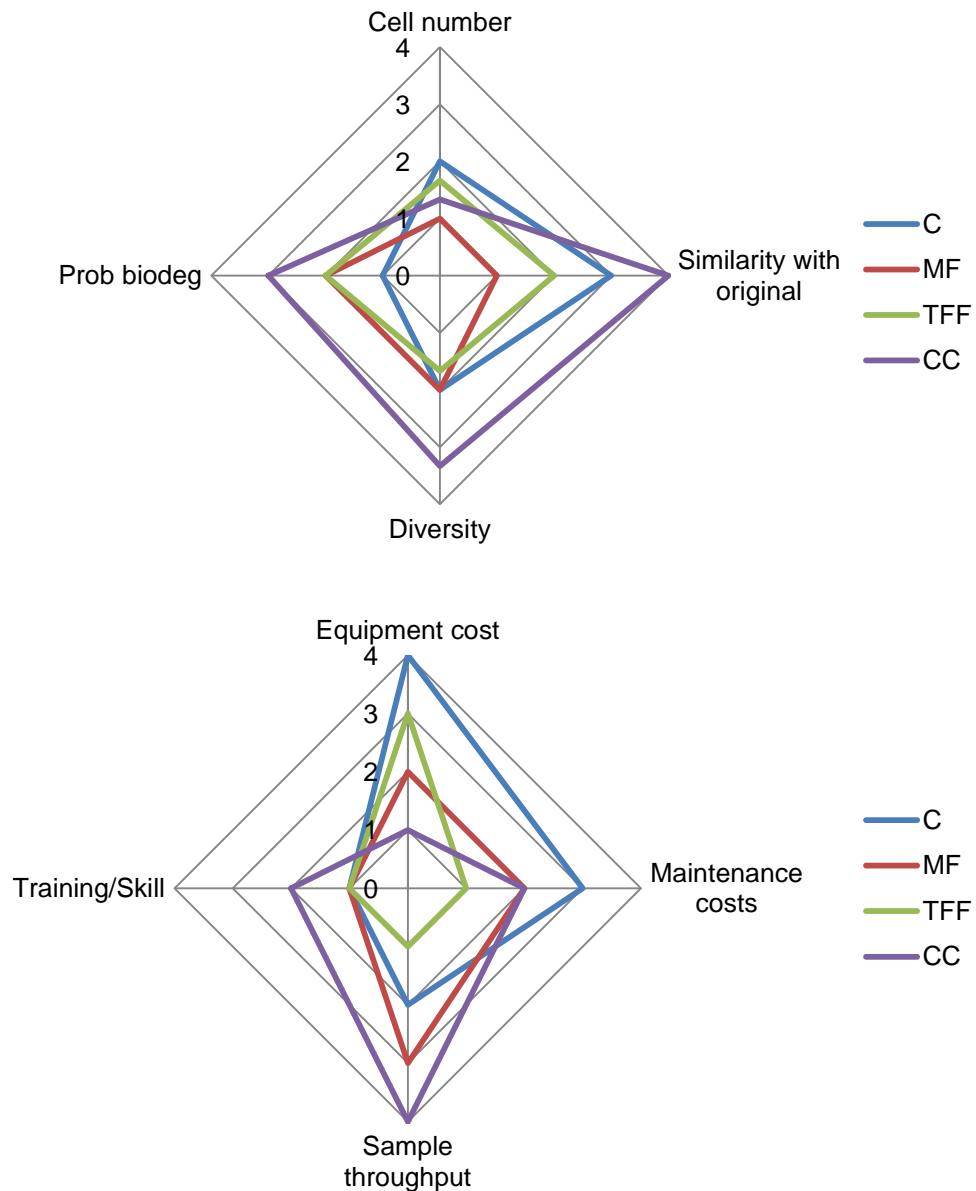 Cell number
4
3
2
1
0
Prob biodeg
Similarity with
original
Diversity
C
MF
TFF
CC
Equipment cost
4
3
2
1
0
Training/Skill
Maintenance
costs
Sample
throughput
C
MF
TFF
CC